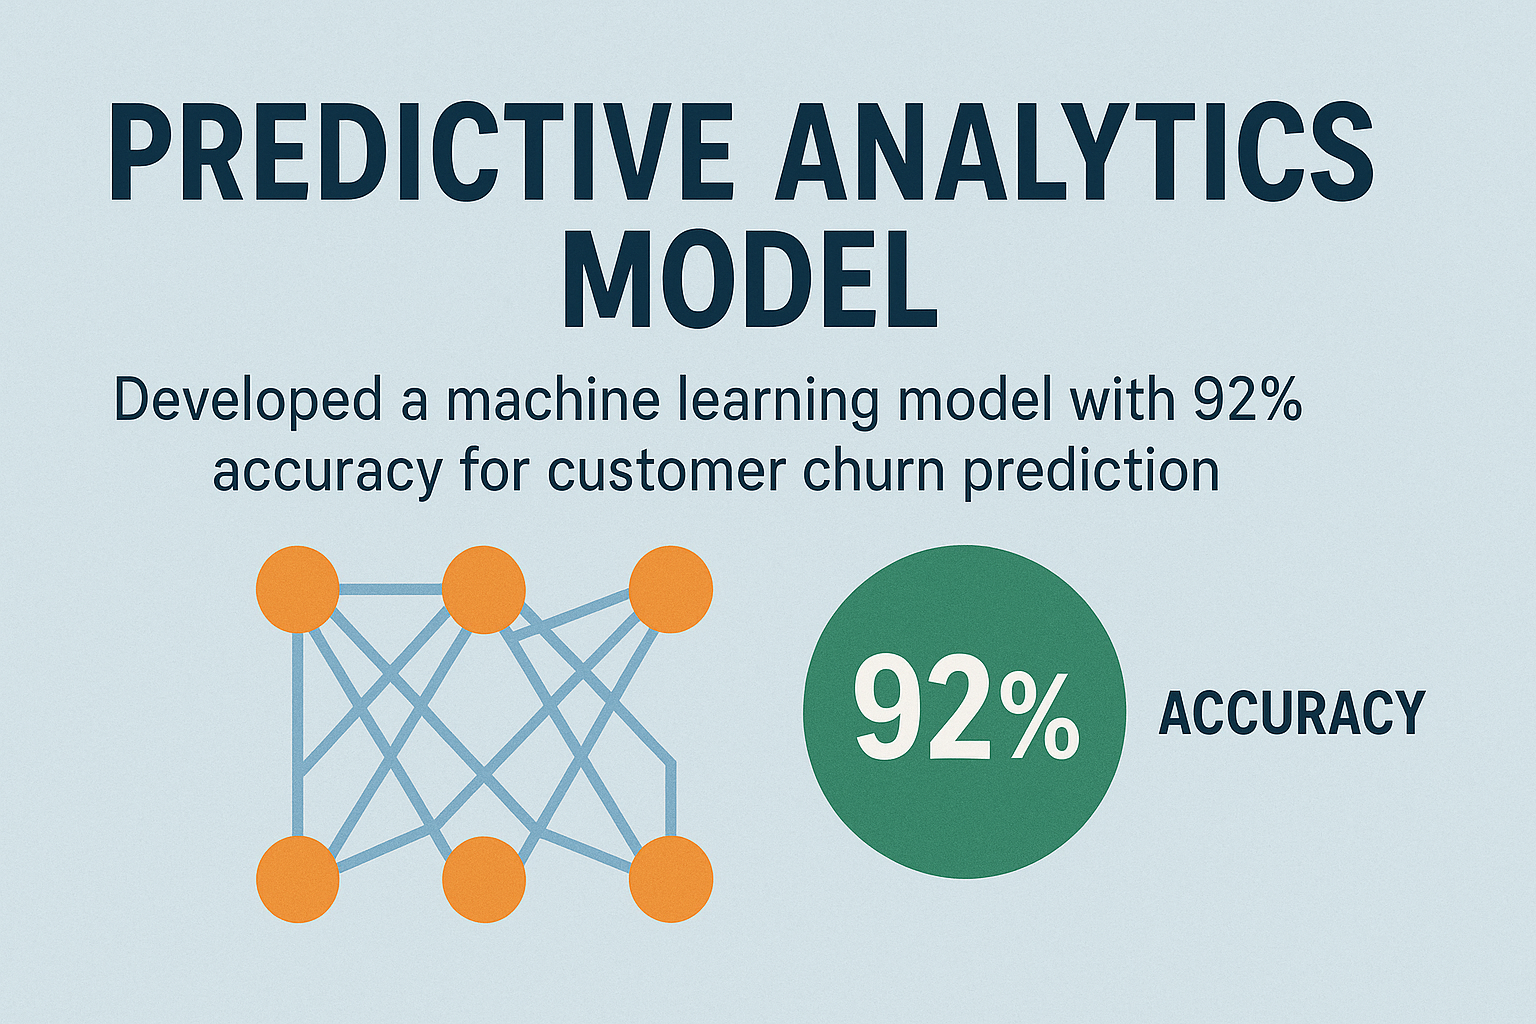 PREDICTIVE ANALYTICS
MODEL
Developed a machine learning model with 92%
accuracy for customer churn prediction
92%
ACCURACY